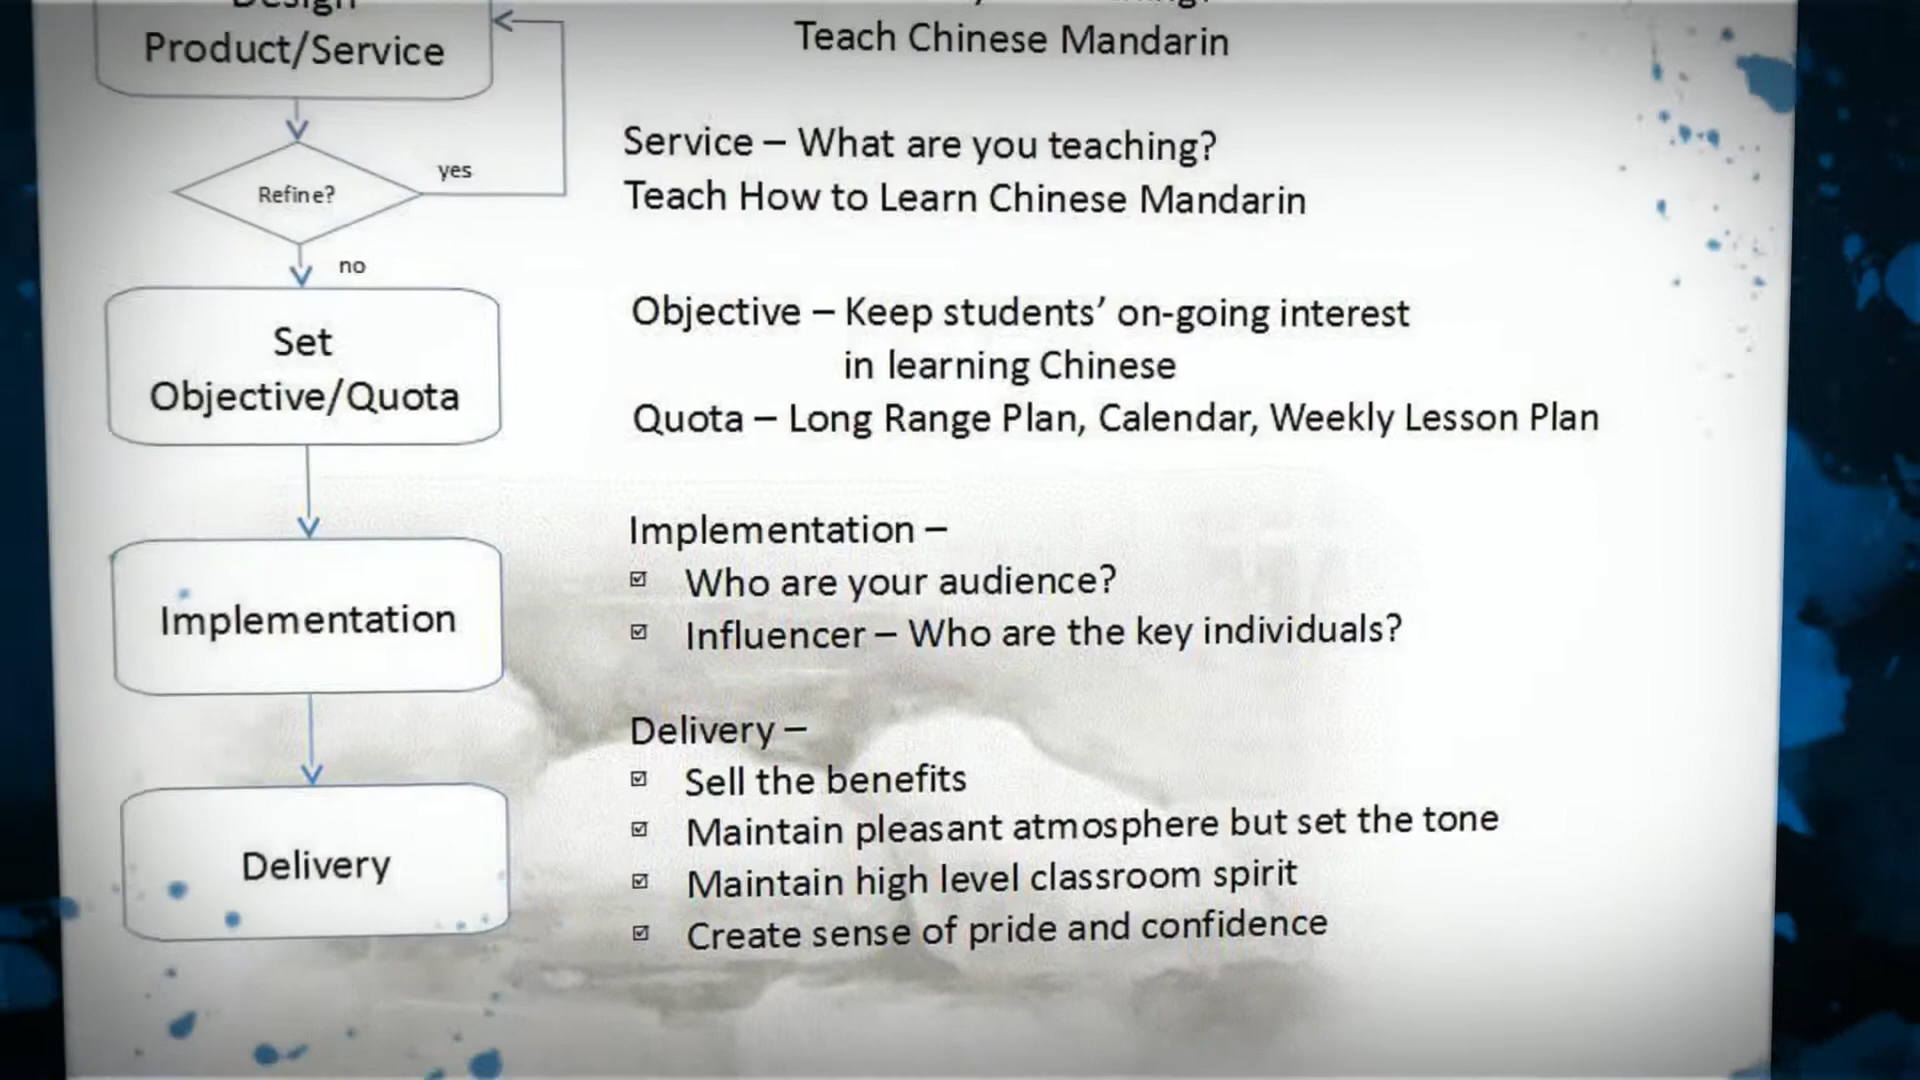 Design
Product/Service
Refine?
yes
no
Set
Objective/Quota
Implementation
Delivery
Teach Chinese Mandarin
Service – What are you teaching?
Teach How to Learn Chinese Mandarin
Objective – Keep students’ on-going interest
in learning Chinese
Quota – Long Range Plan, Calendar, Weekly Lesson Plan
Implementation –
☑ Who are your audience?
☑ Influencer – Who are the key individuals?
Delivery –
☑ Sell the benefits
☑ Maintain pleasant atmosphere but set the tone
☑ Maintain high level classroom spirit
☑ Create sense of pride and confidence